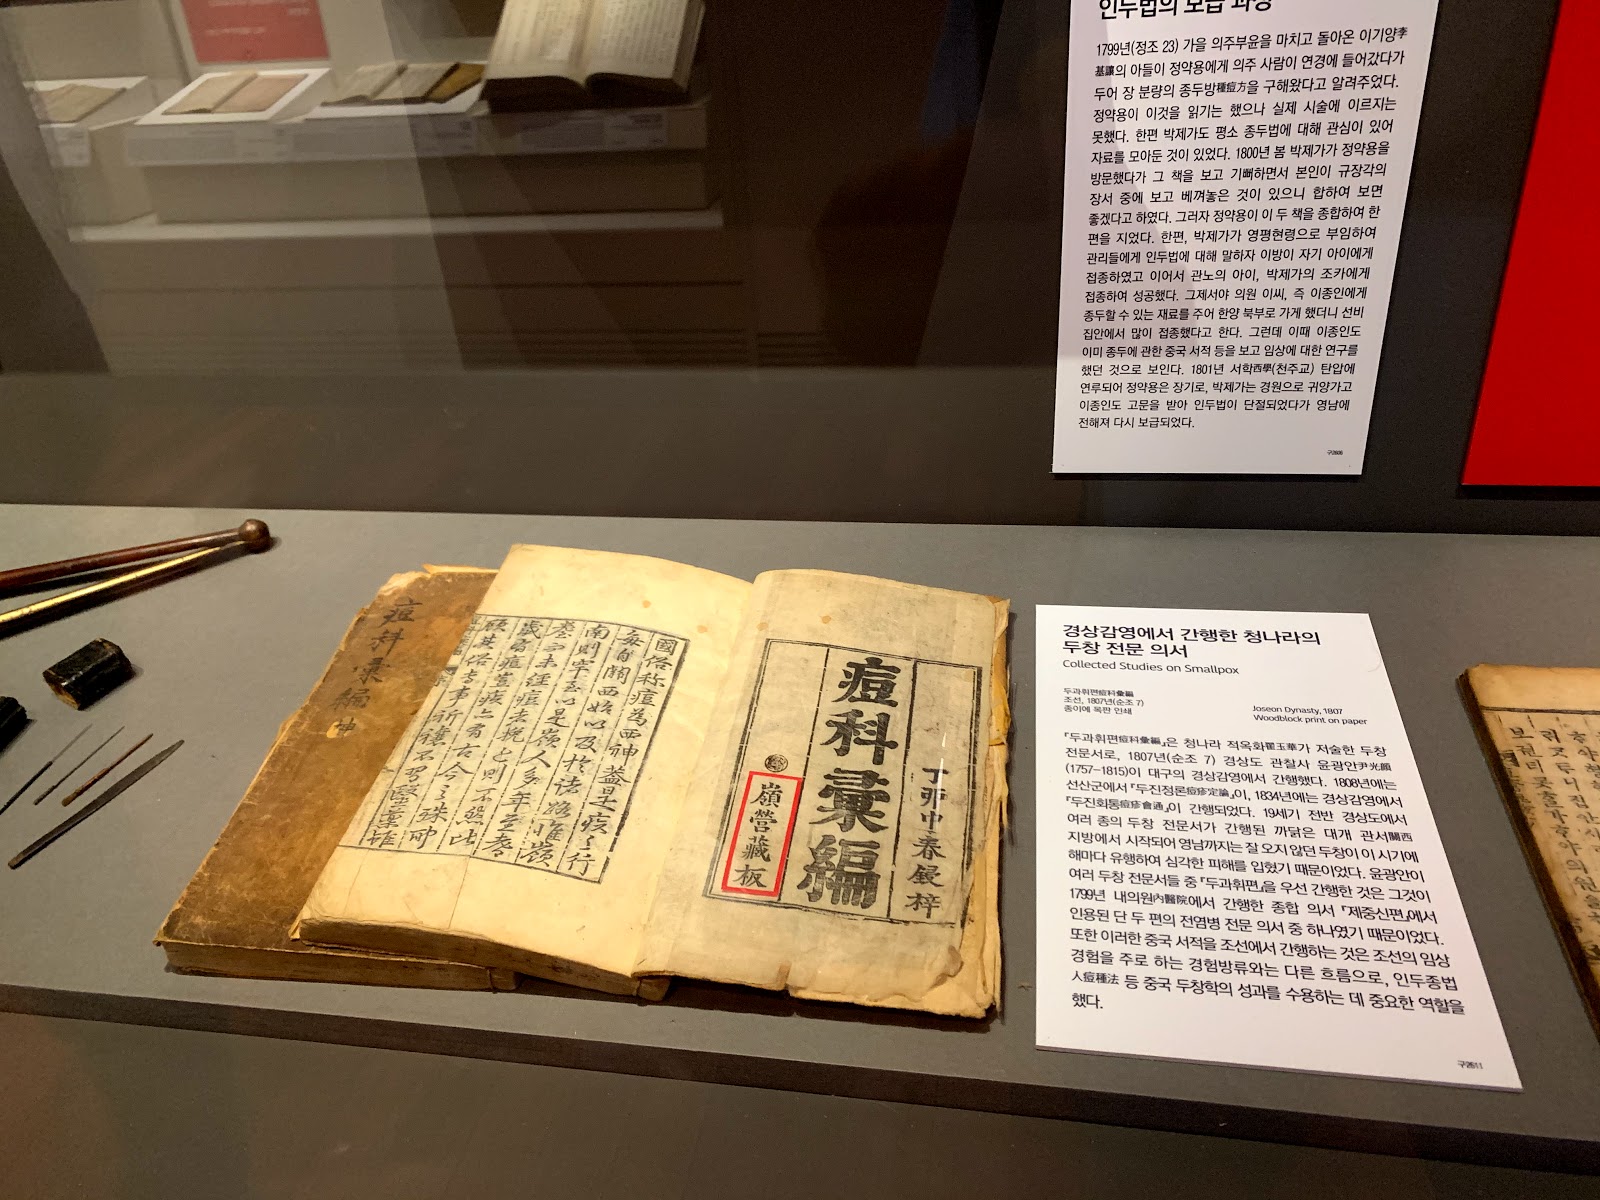 인두법의 보급 과정
1799년(정조 23) 가을 의주부윤을 마치고 돌아온 이기양李
基讓의 아들이 정약용에게 의주 사람이 연경에 들어갔다가
두어 장 분량의 종두방種痘方을 구해왔다고 알려주었다.
정약용이 이것을 읽기는 했으나 실제 시술에 이르지는
못했다. 한편 박제가도 평소 종두법에 대해 관심이 있어
자료를 모아둔 것이 있었다. 1800년 봄 박제가가 정약용을
방문했다가 그 책을 보고 기뻐하면서 본인이 규장각의
장서 중에 보고 베껴놓은 것이 있으니 합하여 보면
좋겠다고 하였다. 그러자 정약용이 이 두 책을 종합하여 한
편을 지었다. 한편, 박제가가 영평현령으로 부임하여
관리들에게 인두법에 대해 말하자 이방이 자기 아이에게
접종하였고 이어서 관노의 아이, 박제가의 조카에게
접종하여 성공했다. 그제서야 의원 이씨, 즉 이종인에게
종두할 수 있는 재료를 주어 한양 북부로 가게 했더니 선비
집안에서 많이 접종했다고 한다. 그런데 이때 이종인도
이미 종두에 관한 중국 서적 등을 보고 임상에 대한 연구를
했던 것으로 보인다. 1801년 서학西學(천주교) 탄압에
연루되어 정약용은 장기로, 박제가는 경원으로 귀양가고
이종인도 고문을 받아 인두법이 단절되었다가 영남에
전해져 다시 보급되었다.
구2606
丁卯中春鋟梓
痘科彙編
嶺營藏板
國俗称痘為西神蓋是疫之行
每自關西始以及於諸路惟嶺
南則罕至以是嶺人多年至
未經痘
痘科彙編 神
경상감영에서 간행한 청나라의
두창 전문 의서
Collected Studies on Smallpox
두과휘편痘科彙編
조선, 1807년(순조 7)
종이에 목판 인쇄
Joseon Dynasty, 1807
Woodblock print on paper
『두과휘편痘科彙編』은 청나라 적옥화翟玉華가 저술한 두창
전문서로, 1807년(순조 7) 경상도 관찰사 윤광안尹光顔
(1757–1815)이 대구의 경상감영에서 간행했다. 1808년에는
선산군에서 『두진정론痘疹定論』이, 1834년에는 경상감영에서
『두진회통痘疹會通』이 간행되었다. 19세기 전반 경상도에서
여러 종의 두창 전문서가 간행된 까닭은 대개 관서關西
지방에서 시작되어 영남까지는 잘 오지 않던 두창이 이 시기에
해마다 유행하여 심각한 피해를 입혔기 때문이었다. 윤광안이
여러 두창 전문서들 중 『두과휘편』을 우선 간행한 것은 그것이
1799년 내의원內醫院에서 간행한 종합 의서 『제중신편』에서
인용된 단 두 편의 전염병 전문 의서 중 하나였기 때문이었다.
또한 이러한 중국 서적을 조선에서 간행하는 것은 조선의 임상
경험을 주로 하는 경험방류와는 다른 흐름으로, 인두종법
人痘種法 등 중국 두창학의 성과를 수용하는 데 중요한 역할을
했다.
구2611